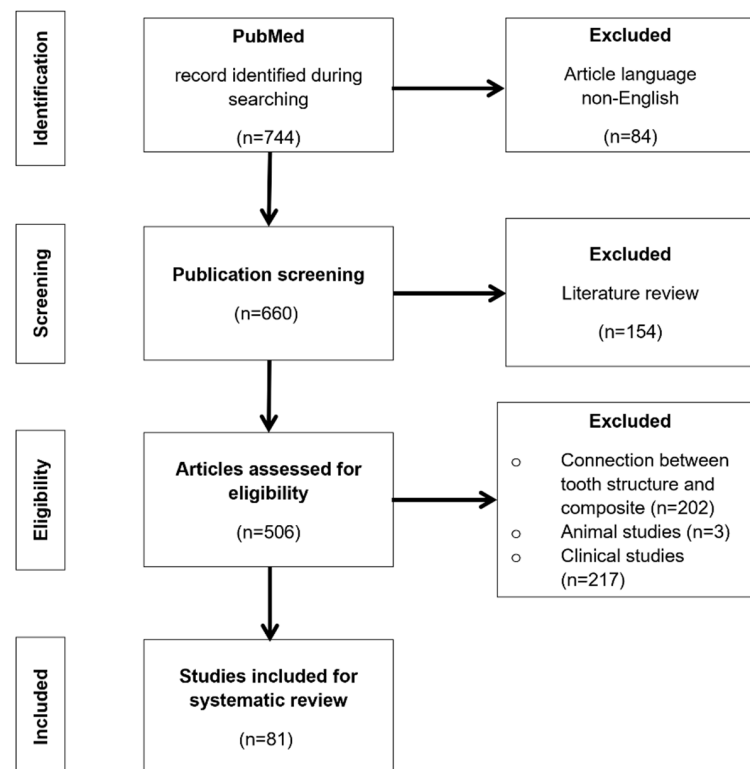 Identification
PubMed
record identified during
searching
(n=744)
Excluded
Article language
non-English
(n=84)
Screening
Publication screening
(n=660)
Excluded
Literature review
(n=154)
Eligibility
Articles assessed for
eligibility
(n=506)
Excluded
o Connection between
tooth structure and
composite (n=202)
o Animal studies (n=3)
o Clinical studies
(n=217)
Included
Studies included for
systematic review
(n=81)